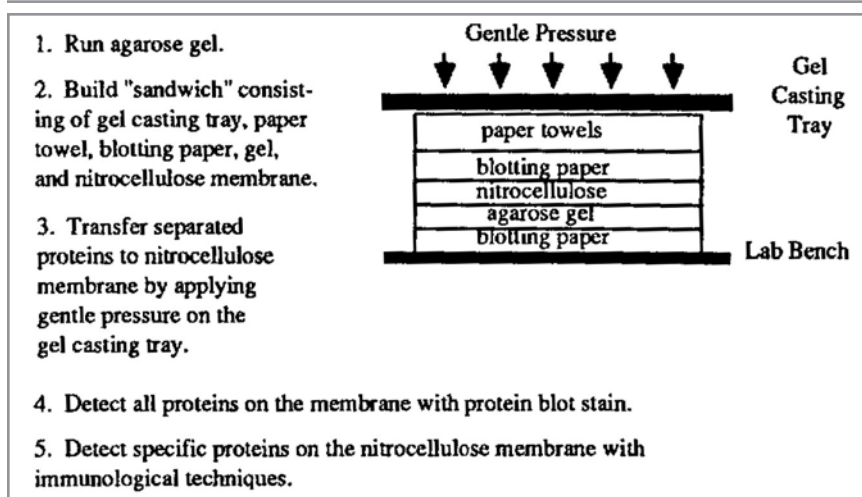 1. Run agarose gel.
2. Build "sandwich" consist-
ing of gel casting tray, paper
towel, blotting paper, gel,
and nitrocellulose membrane.
3. Transfer separated
proteins to nitrocellulose
membrane by applying
gentle pressure on the
gel casting tray.
Gentle Pressure
Gel
Casting
Tray
paper towels
blotting paper
nitrocellulose
agarose gel
blotting paper
Lab Bench
4. Detect all proteins on the membrane with protein blot stain.
5. Detect specific proteins on the nitrocellulose membrane with
immunological techniques.